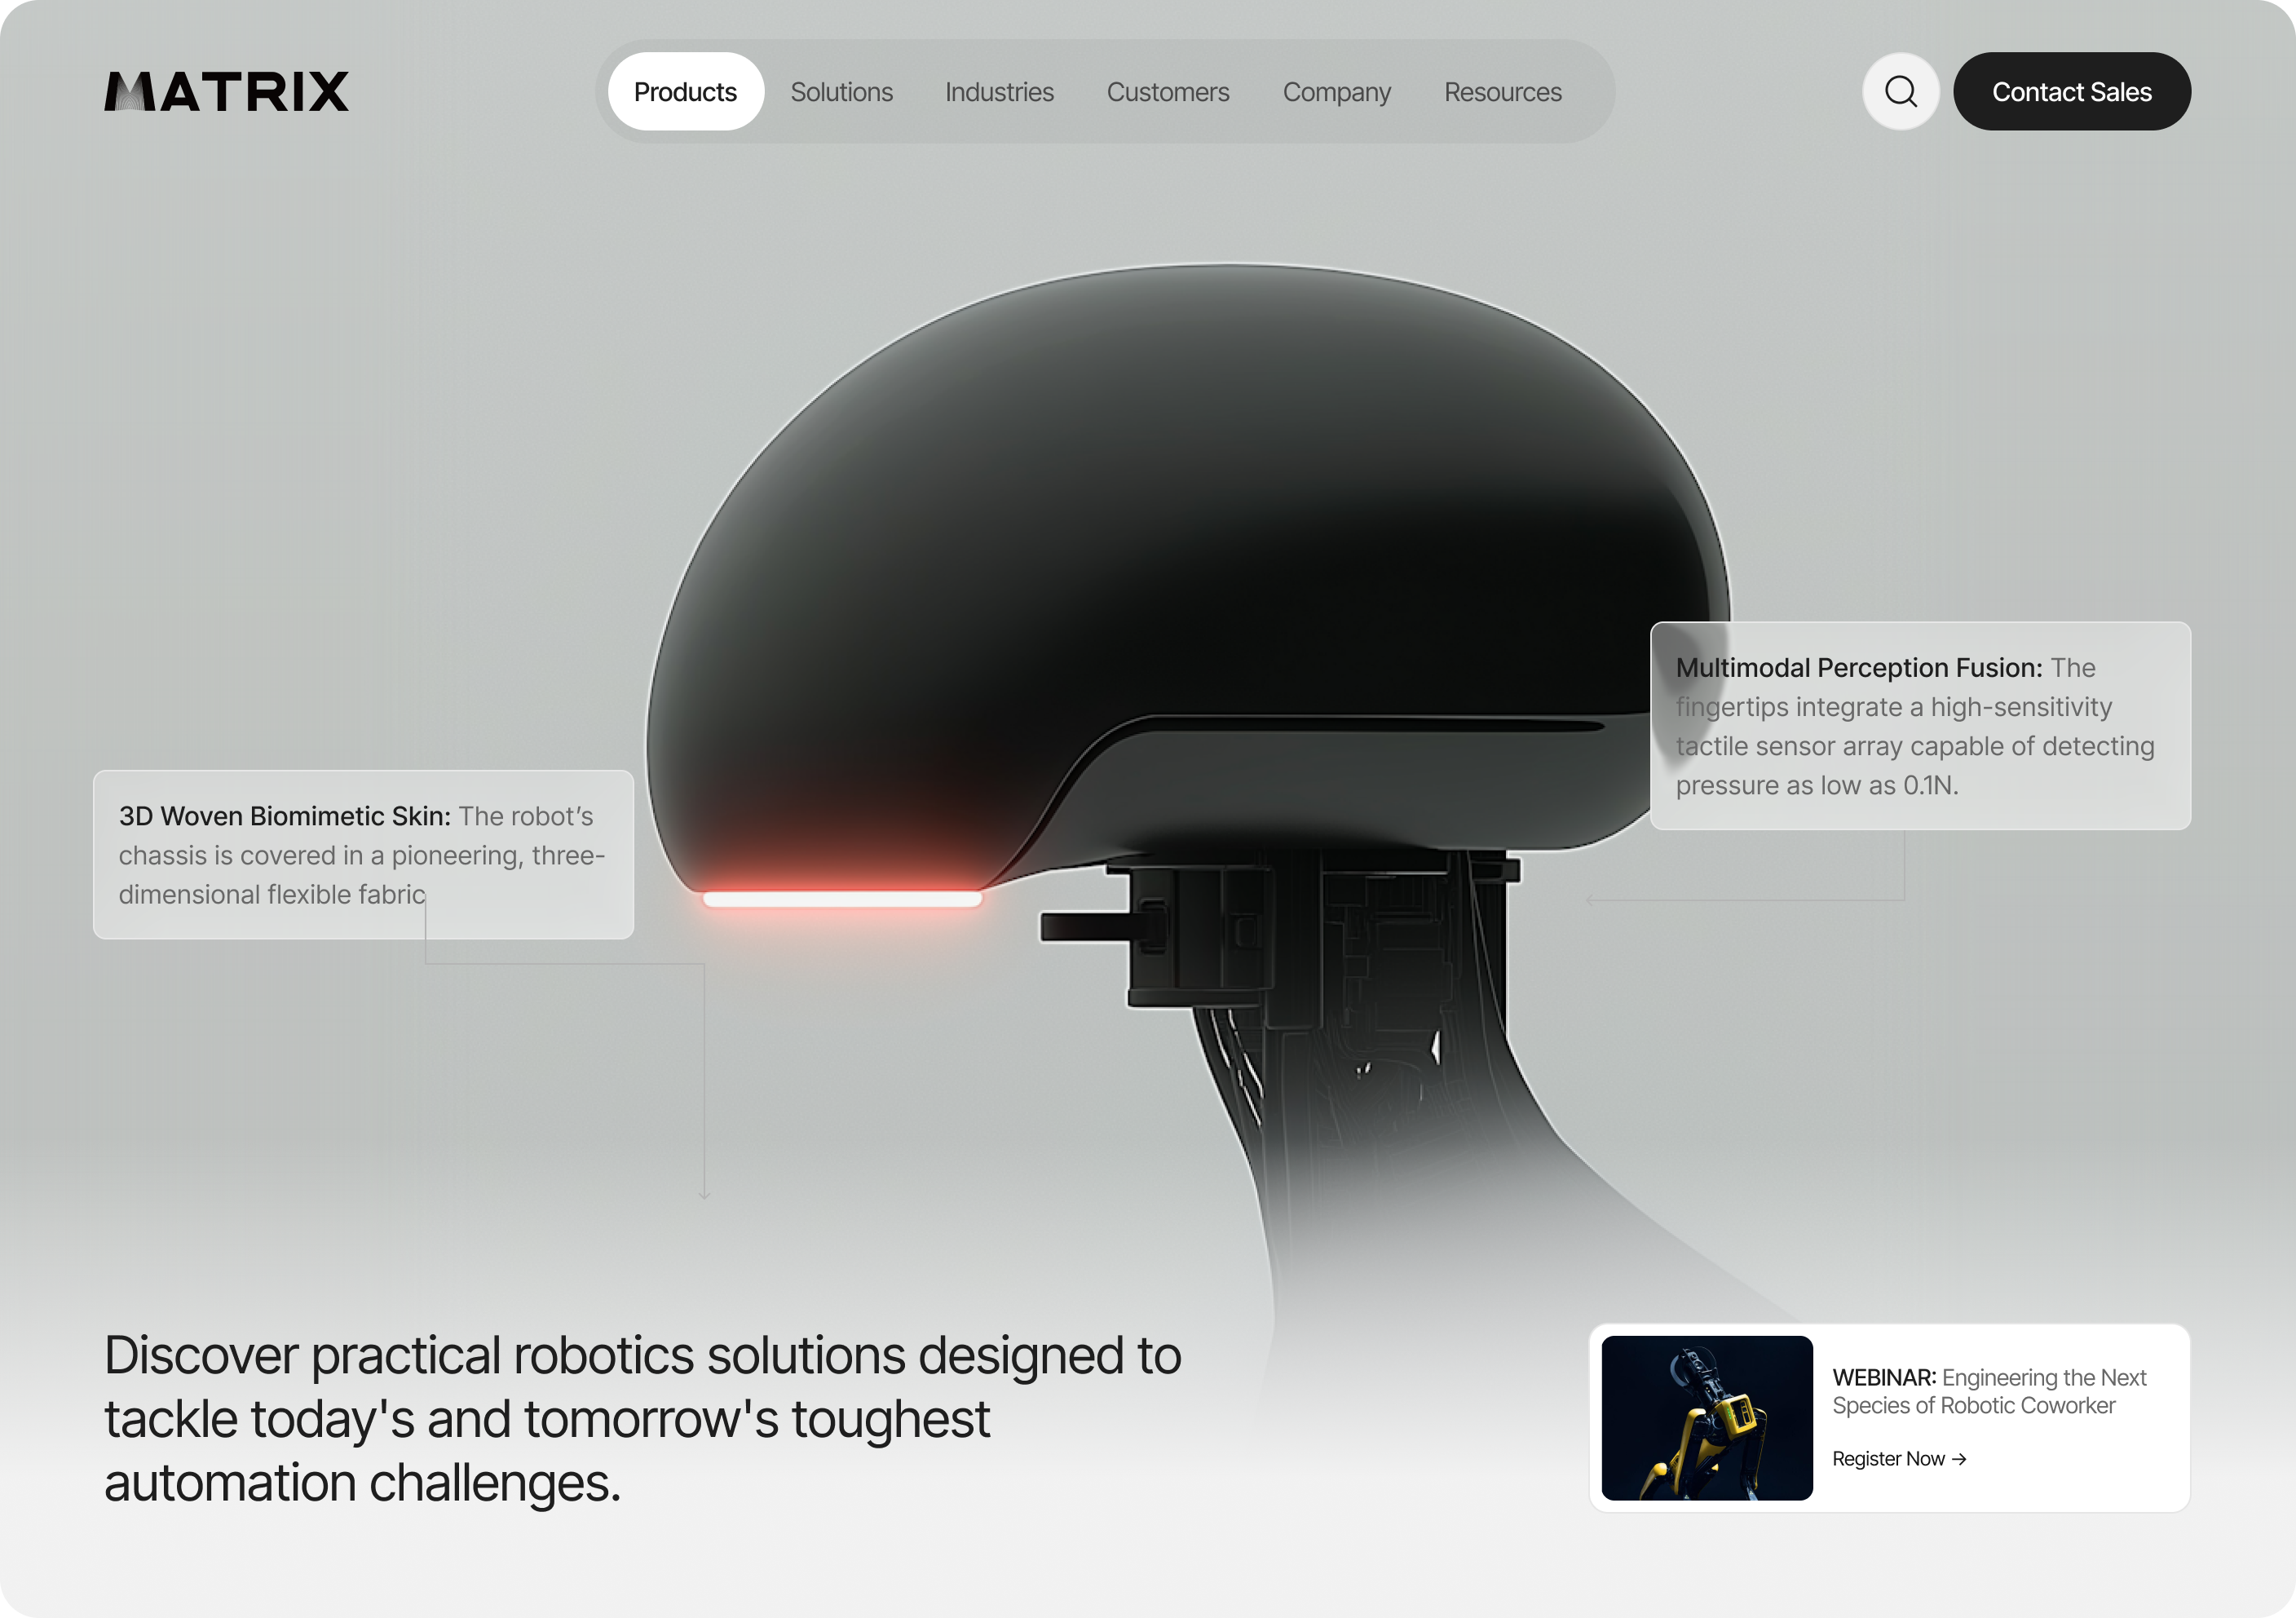 MATRIX
Products
Solutions
Industries
Customers
Company
Resources
Contact Sales
Multimodal Perception Fusion: The
fingertips integrate a high-sensitivity
tactile sensor array capable of detecting
pressure as low as 0.1N.
3D Woven Biomimetic Skin: The robot’s
chassis is covered in a pioneering, three-
dimensional flexible fabric
Discover practical robotics solutions designed to
tackle today's and tomorrow's toughest
automation challenges.
WEBINAR: Engineering the Next
Species of Robotic Coworker
Register Now →